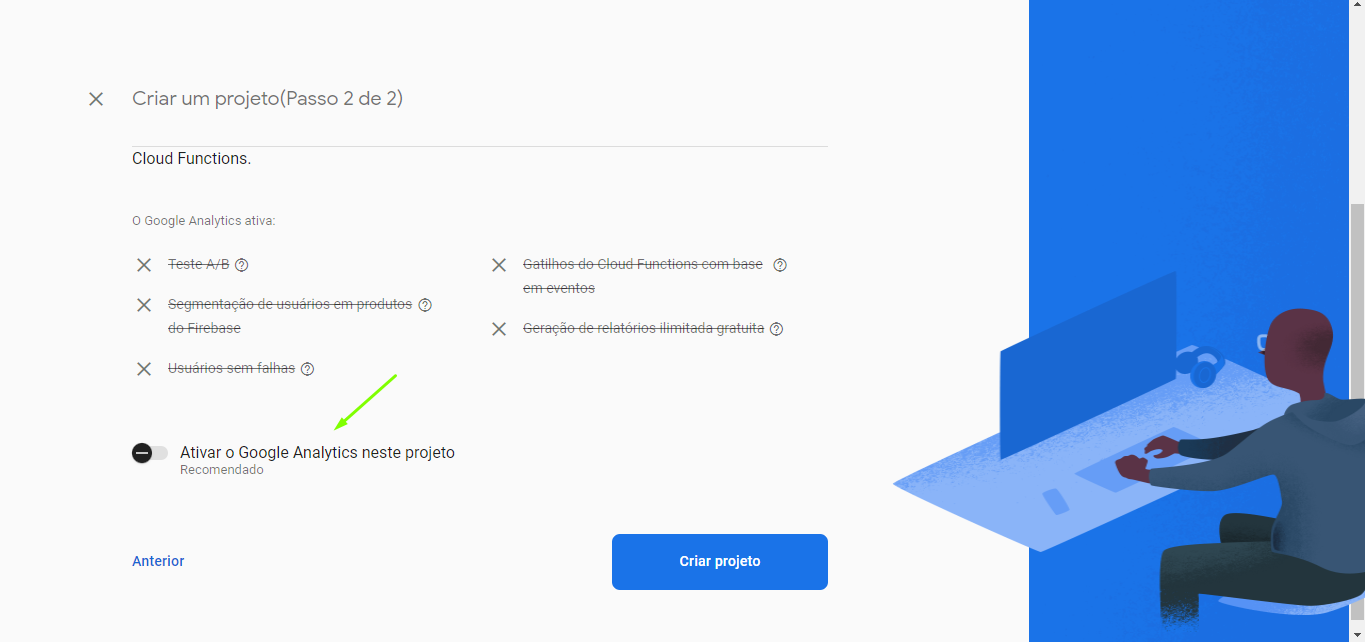 Criar um projeto(Passo 2 de 2)
Cloud Functions.
O Google Analytics ativa:
Teste A/B
Segmentação de usuários em produtos
do Firebase
Usuários sem falhas
Gatilhos do Cloud Functions com base
em eventos
Geração de relatórios ilimitada gratuita
Ativar o Google Analytics neste projeto
Recomendado
Anterior
Criar projeto